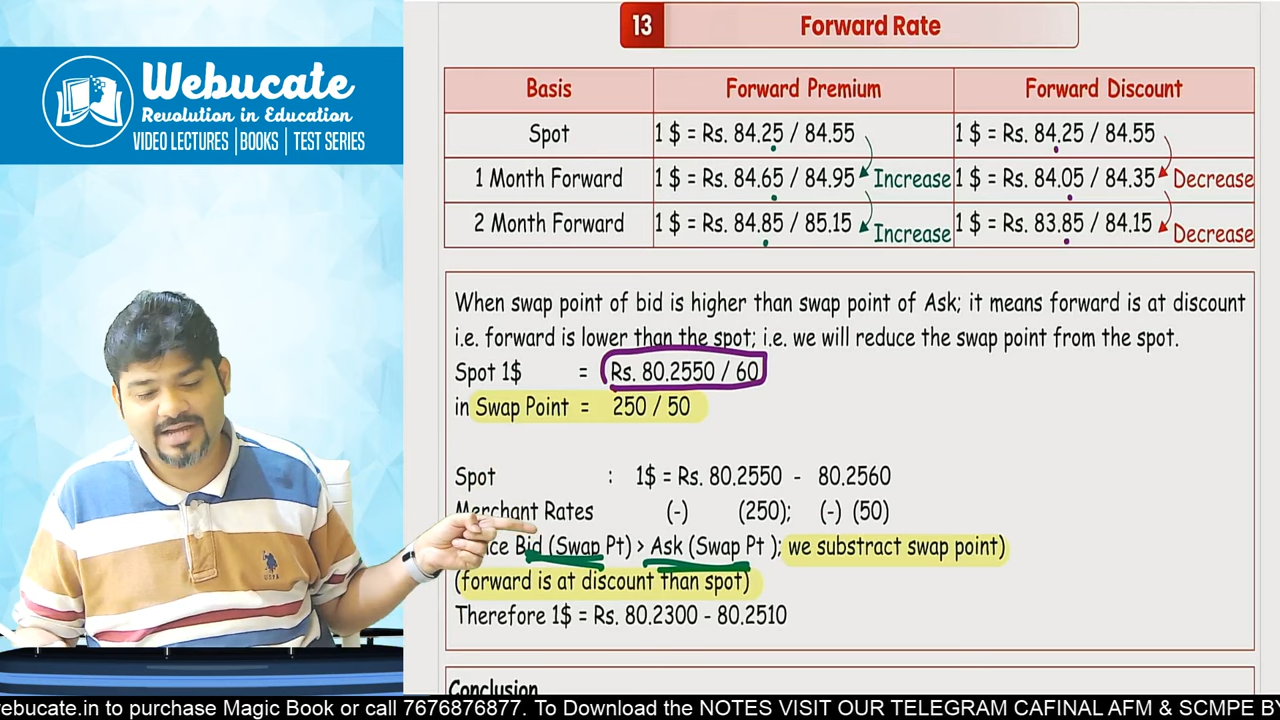 Webucate
Revolution in Education
VIDEO LECTURES | BOOKS | TEST SERIES
13 Forward Rate
Basis Forward Premium Forward Discount
Spot 1 $ = Rs. 84.25 / 84.55 1 $ = Rs. 84.25 / 84.55
1 Month Forward 1 $ = Rs. 84.65 / 84.95 Increase 1 $ = Rs. 84.05 / 84.35 Decrease
2 Month Forward 1 $ = Rs. 84.85 / 85.15 Increase 1 $ = Rs. 83.85 / 84.15 Decrease
When swap point of bid is higher than swap point of Ask; it means forward is at discount
i.e. forward is lower than the spot; i.e. we will reduce the swap point from the spot.
Spot 1$ = Rs. 80.2550 / 60
in Swap Point = 250 / 50
Spot : 1$ = Rs. 80.2550 - 80.2560
Merchant Rates (-) (250); (-) (50)
Bid (Swap Pt) > Ask (Swap Pt ); we substract swap point)
(forward is at discount than spot)
Therefore 1$ = Rs. 80.2300 - 80.2510
Conclusion
U.S. POLO ASSN.
ebucate.in to purchase Magic Book or call 7676876877. To Download the NOTES VISIT OUR TELEGRAM CAFINAL AFM & SCMPE BY